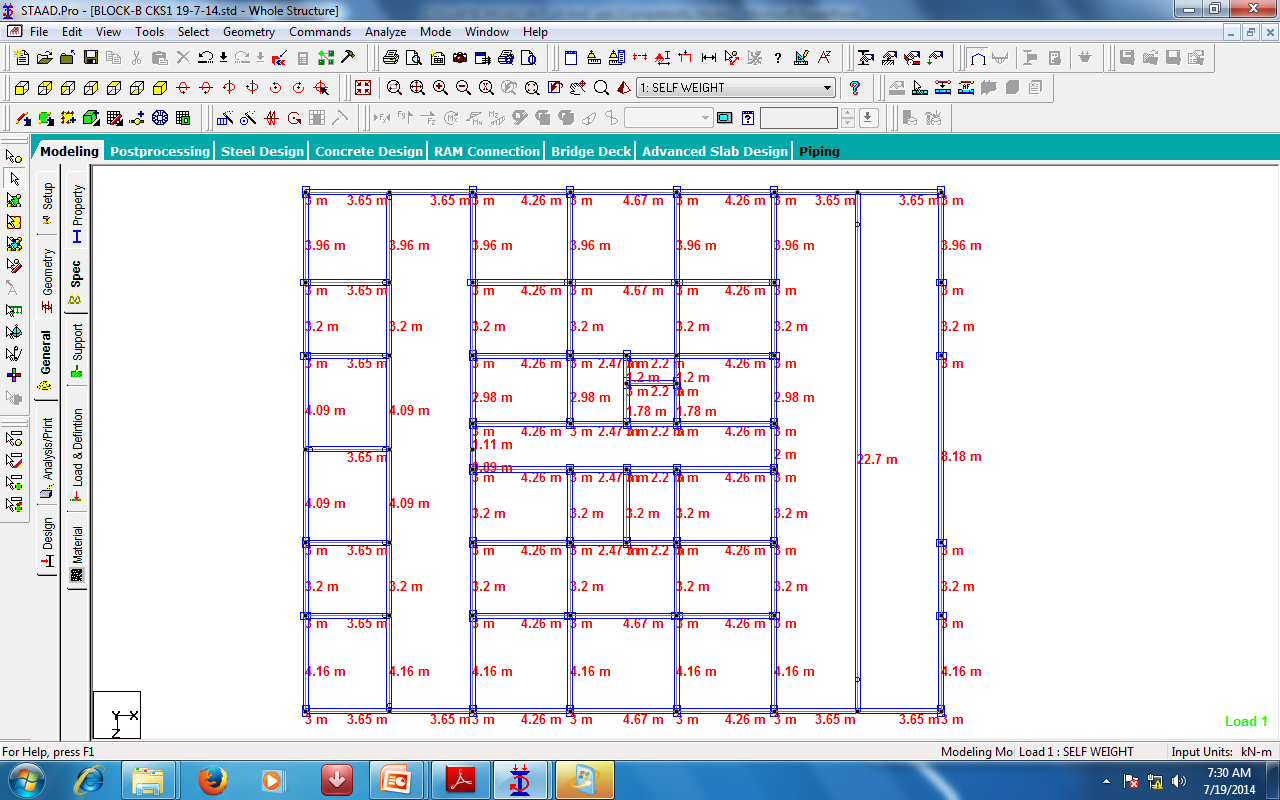 STAAD.Pro - [BLOCK-B CKS1 19-7-14.std - Whole Structure]
File Edit View Tools Select Geometry Commands Analyze Mode Window Help
1: SELF WEIGHT
Modeling Postprocessing Steel Design Concrete Design RAM Connection Bridge Deck Advanced Slab Design Piping
Setup
Geometry
General
Analysis/Print
Design
Property
Spec
Support
Load & Definition
Material
3 m 3.65 m 3.65 m 3 m 4.26 m 3 m 4.67 m 3 m 4.26 m 3 m 3.65 m 3.65 m 3 m
3.96 m 3.96 m 3.96 m 3.96 m 3.96 m 3.96 m 3.96 m
3 m 3.65 m 3 m 4.26 m 3 m 4.67 m 3 m 4.26 m 3 m 3 m
3.2 m 3.2 m 3.2 m 3.2 m 3.2 m 3.2 m 3.2 m
3 m 3.65 m 3 m 4.26 m 3 m 2.47 m 2.2 m 4.26 m 3 m 3 m
1.2 m 1.2 m
3 m 2.2 m
2.98 m 2.98 m 2.98 m
4.09 m 4.09 m 1.78 m 1.78 m
3 m 4.26 m 3 m 2.47 m 2.2 m 4.26 m 3 m
1.11 m
3.65 m 2 m 22.7 m 8.18 m
3 m 4.26 m 3 m 2.47 m 2.2 m 4.26 m 3 m
4.09 m 4.09 m 3.2 m 3.2 m 3.2 m 3.2 m 3.2 m
3 m 3.65 m 3 m 4.26 m 3 m 2.47 m 2.2 m 4.26 m 3 m 3 m
3.2 m 3.2 m 3.2 m 3.2 m 3.2 m 3.2 m 3.2 m
3 m 3.65 m 3 m 4.26 m 3 m 4.67 m 3 m 4.26 m 3 m 3 m
4.16 m 4.16 m 4.16 m 4.16 m 4.16 m 4.16 m 4.16 m
3 m 3.65 m 3.65 m 3 m 4.26 m 3 m 4.67 m 3 m 4.26 m 3 m 3.65 m 3.65 m 3 m
Y X
Z
Load 1
For Help, press F1 Modeling Mo Load 1 : SELF WEIGHT Input Units: kN-m
7:30 AM
7/19/2014